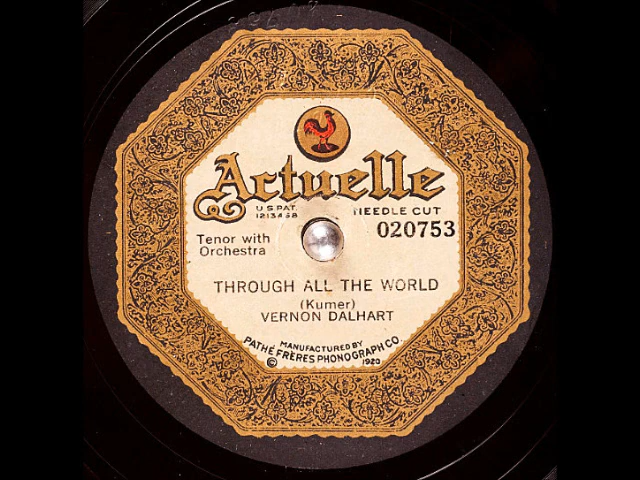 Actuelle
U.S.PAT.
1213458
NEEDLE CUT
020753
Tenor with
Orchestra
THROUGH ALL THE WORLD
(Kumer)
VERNON DALHART
MANUFACTURED BY
PATHÉ FRÈRES PHONOGRAPH CO.
© 1920